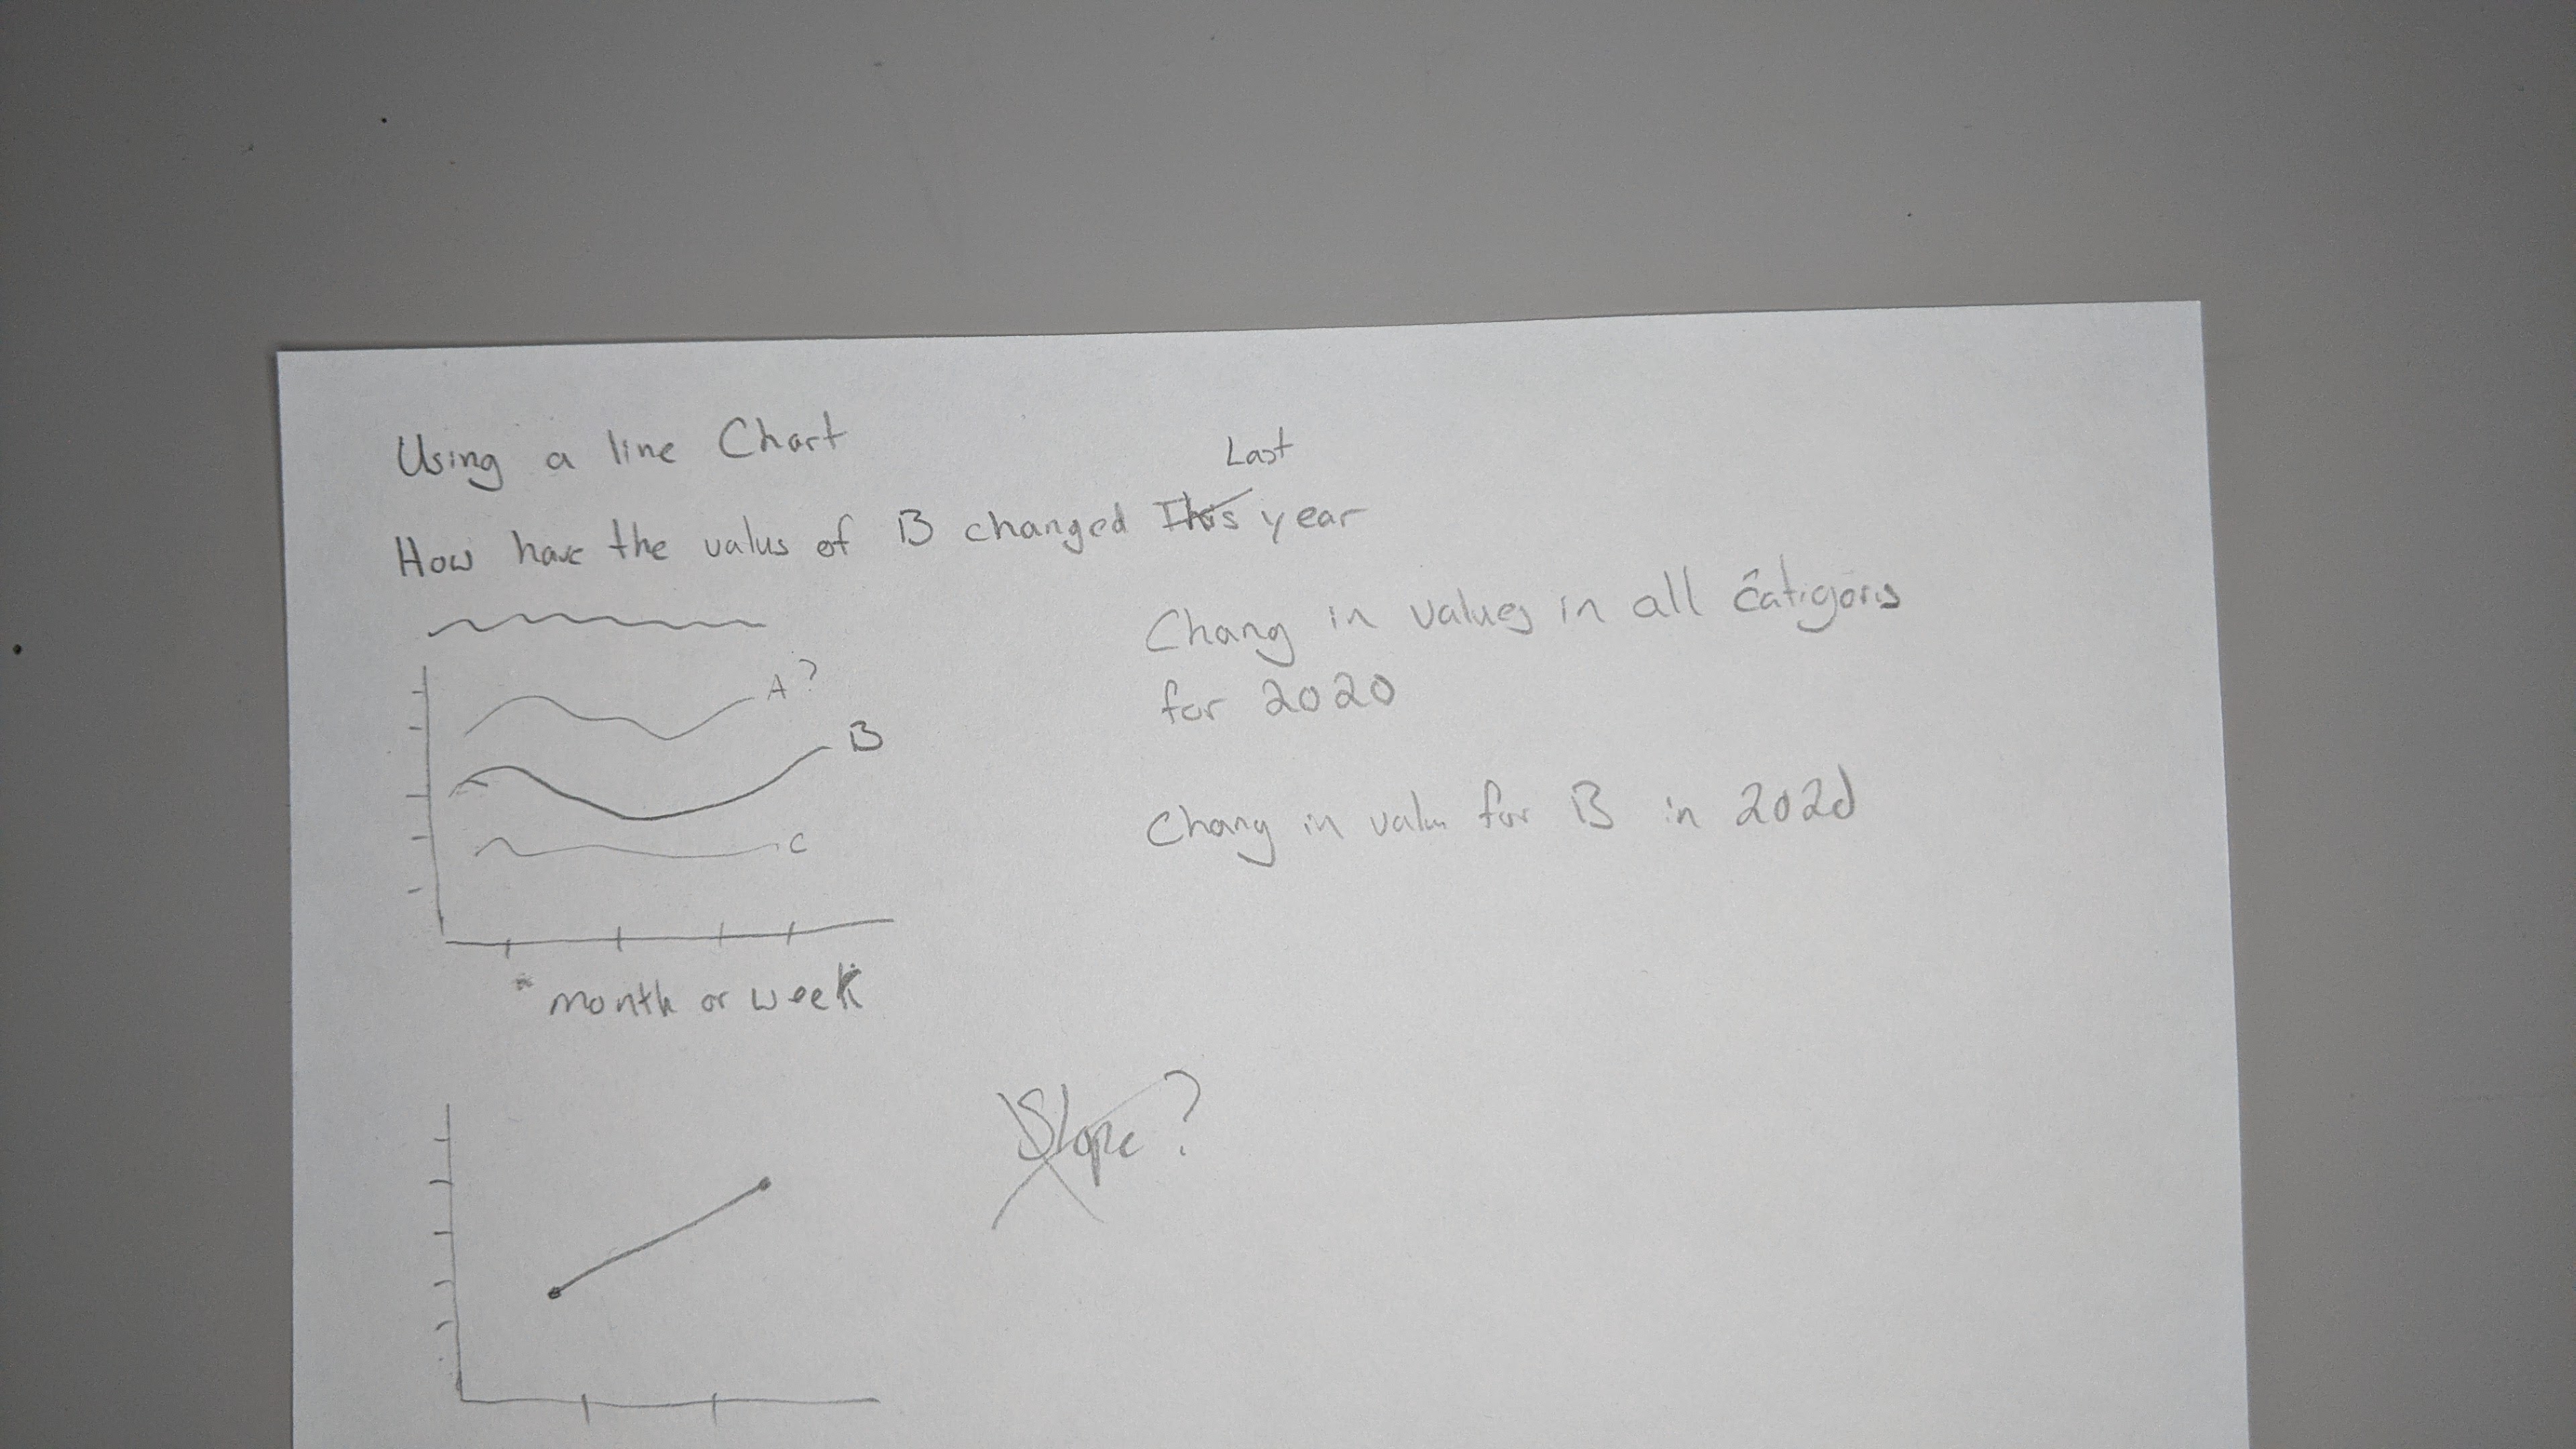 Using a line Chart
Last
How have the valus of B changed This year
Chang in values in all catigoris
for 2020
A?
B
Chang in valu for B in 2020
C
month or week
Slope?